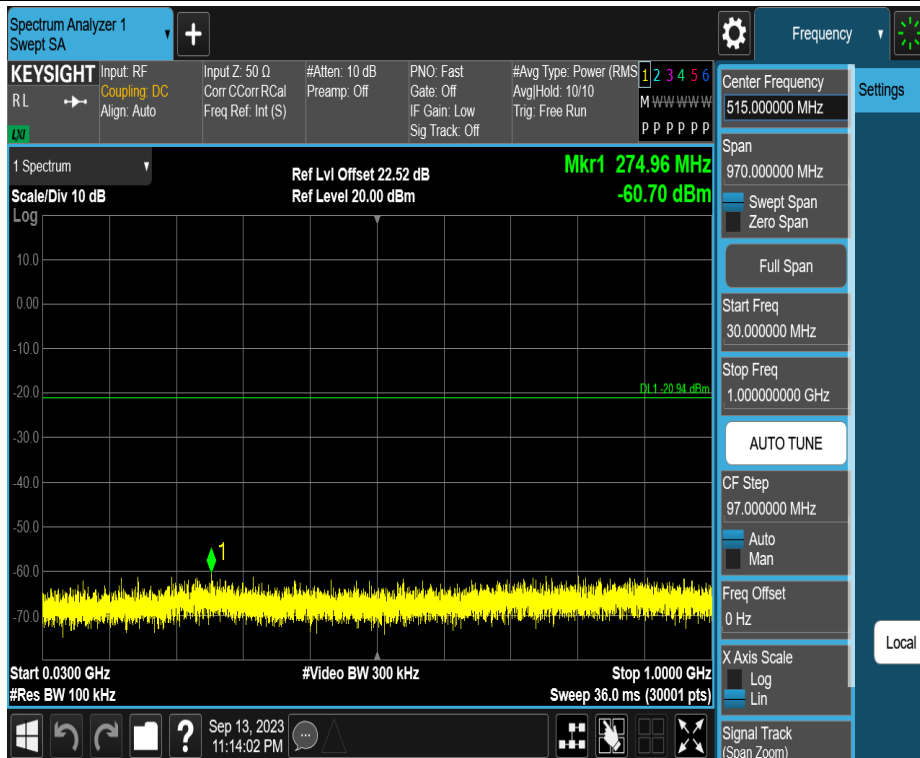 Spectrum Analyzer 1
Swept SA
+
Frequency
KEYSIGHT
R L
LNI
Input: RF
Coupling: DC
Align: Auto
Input Z: 50 Ω
Corr CCorr RCal
Freq Ref: Int (S)
#Atten: 10 dB
Preamp: Off
PNO: Fast
Gate: Off
IF Gain: Low
Sig Track: Off
#Avg Type: Power (RMS
Avg|Hold: 10/10
Trig: Free Run
1 2 3 4 5 6
M W W W W W
P P P P P P
1 Spectrum
Scale/Div 10 dB
Log
Ref Lvl Offset 22.52 dB
Ref Level 20.00 dBm
Mkr1 274.96 MHz
-60.70 dBm
10.0
0.00
-10.0
-20.0
DL1 -20.94 dBm
-30.0
-40.0
-50.0
1
-60.0
-70.0
Start 0.0300 GHz
#Video BW 300 kHz
Stop 1.0000 GHz
#Res BW 100 kHz
Sweep 36.0 ms (30001 pts)
?
Sep 13, 2023
11:14:02 PM
Center Frequency
515.000000 MHz
Settings
Span
970.000000 MHz
Swept Span
Zero Span
Full Span
Start Freq
30.000000 MHz
Stop Freq
1.000000000 GHz
AUTO TUNE
CF Step
97.000000 MHz
Auto
Man
Freq Offset
0 Hz
Local
X Axis Scale
Log
Lin
Signal Track
(Span Zoom)